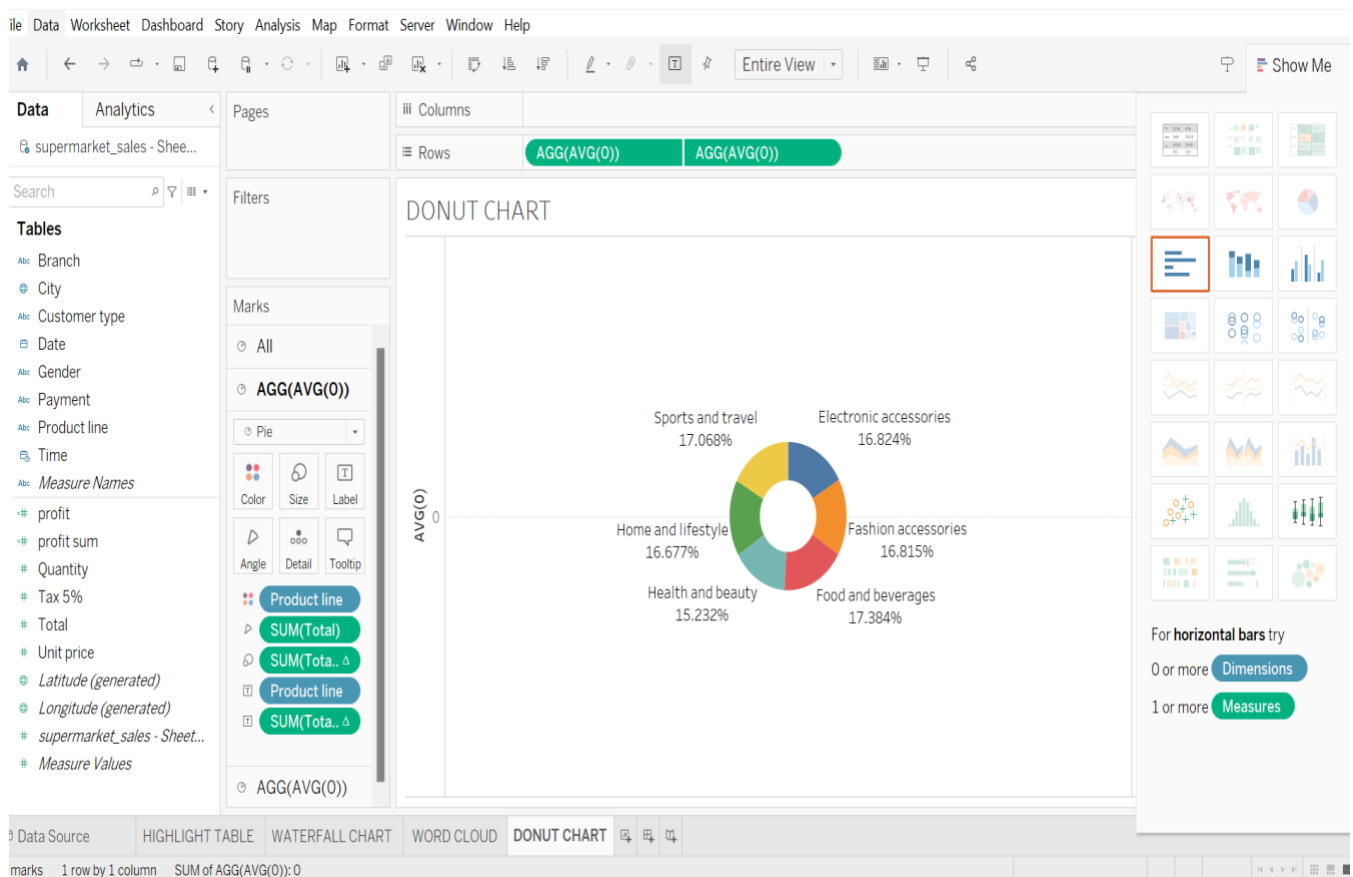 ile Data Worksheet Dashboard Story Analysis Map Format Server Window Help
Entire View
Show Me
Data Analytics
Pages
iii Columns
supermarket_sales - Shee...
Rows AGG(AVG(0)) AGG(AVG(0))
Search
Filters
DONUT CHART
Tables
Abc Branch
City
Abc Customer type
Date
Abc Gender
Abc Payment
Abc Product line
Time
Abc Measure Names
=# profit
=# profit sum
# Quantity
# Tax 5%
# Total
# Unit price
Latitude (generated)
Longitude (generated)
# supermarket_sales - Sheet...
# Measure Values
Marks
All
AGG(AVG(0))
Pie
Color Size Label
Angle Detail Tooltip
Product line
SUM(Total)
SUM(Tota.. Δ
Product line
SUM(Tota.. Δ
AGG(AVG(0))
AVG(0)
0
Sports and travel
17.068%
Electronic accessories
16.824%
Home and lifestyle
16.677%
Fashion accessories
16.815%
Health and beauty
15.232%
Food and beverages
17.384%
For horizontal bars try
0 or more Dimensions
1 or more Measures
Data Source HIGHLIGHT TABLE WATERFALL CHART WORD CLOUD DONUT CHART
marks 1 row by 1 column SUM of AGG(AVG(0)): 0